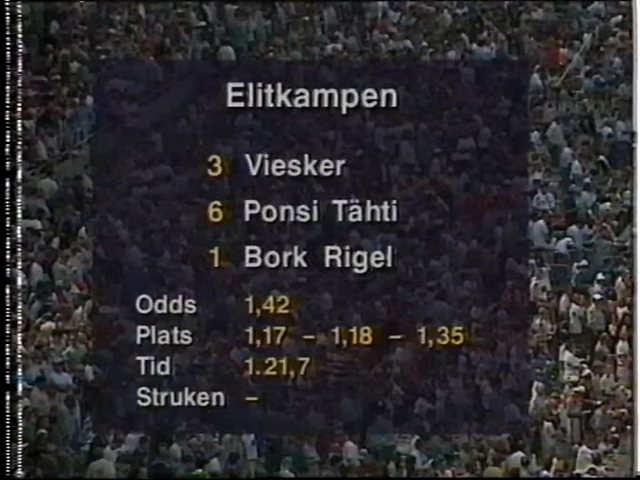 Elitkampen
3 Viesker
6 Ponsi Tähti
1 Bork Rigel
Odds 1,42
Plats 1,17 – 1,18 – 1,35
Tid 1.21,7
Struken –